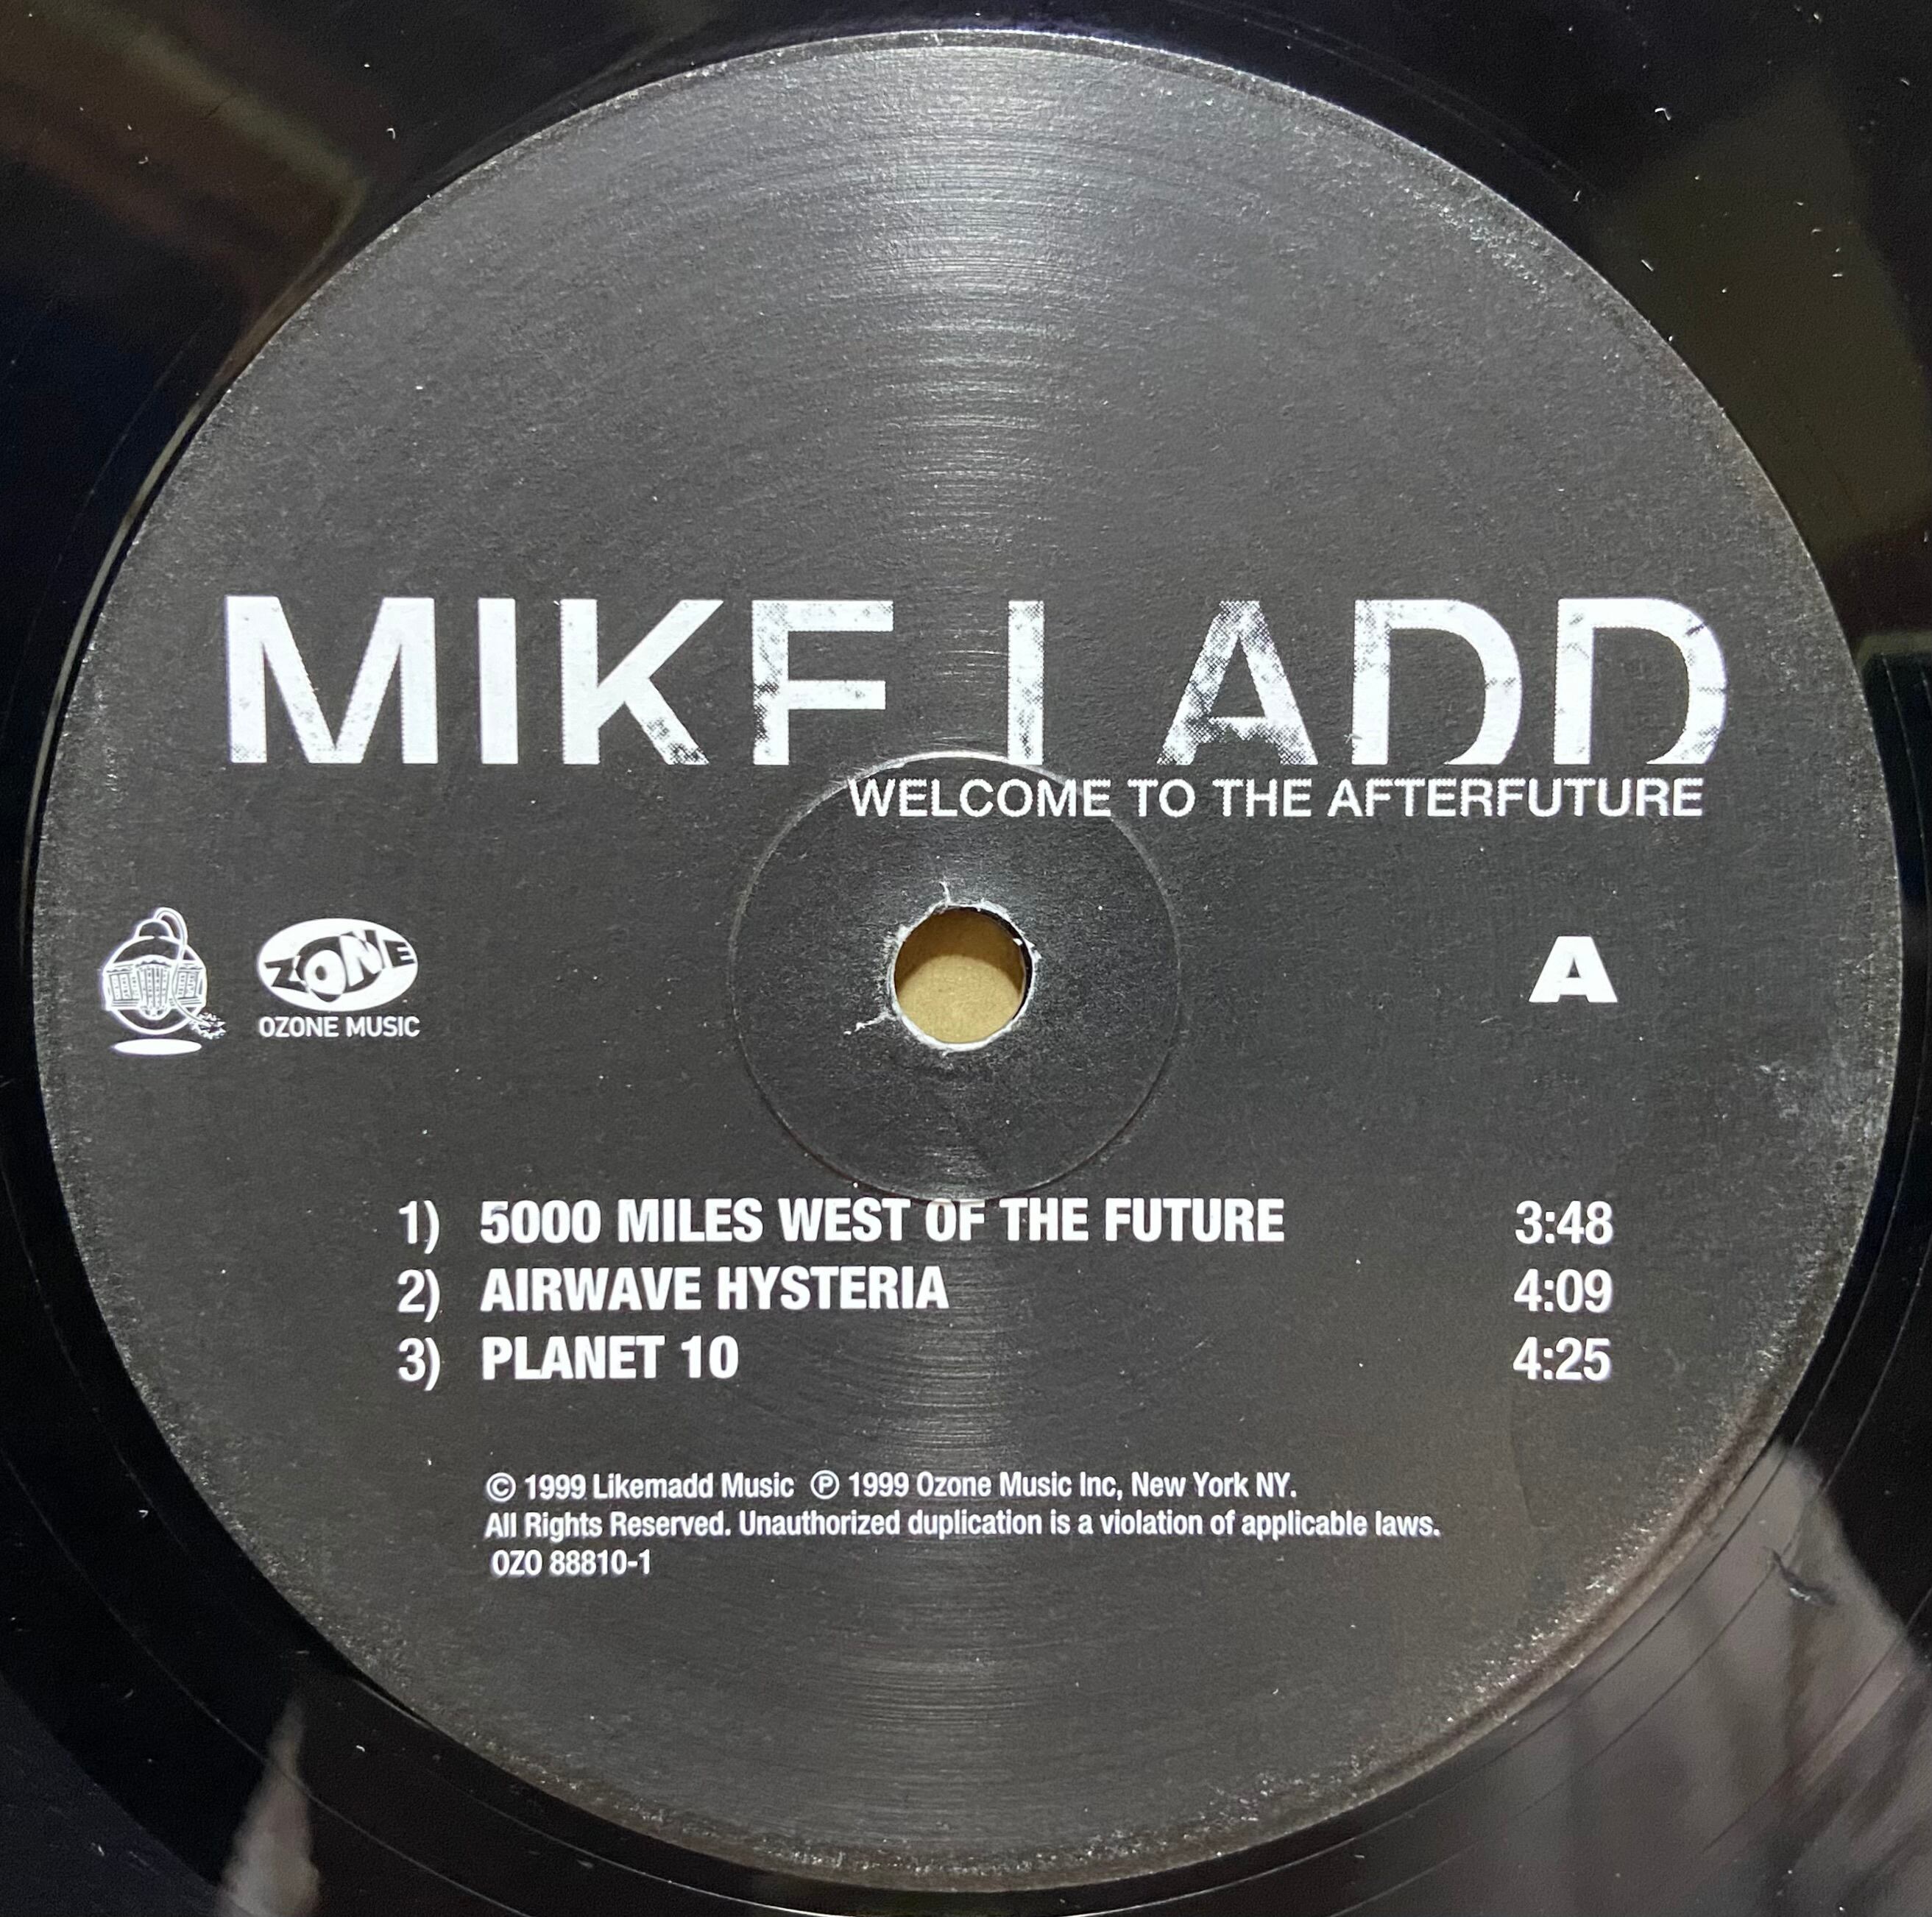 MIKE LADD
WELCOME TO THE AFTERFUTURE
OZONE
OZONE MUSIC
A
1) 5000 MILES WEST OF THE FUTURE 3:48
2) AIRWAVE HYSTERIA 4:09
3) PLANET 10 4:25
© 1999 Likemadd Music ℗ 1999 Ozone Music Inc, New York NY.
All Rights Reserved. Unauthorized duplication is a violation of applicable laws.
OZO 88810-1